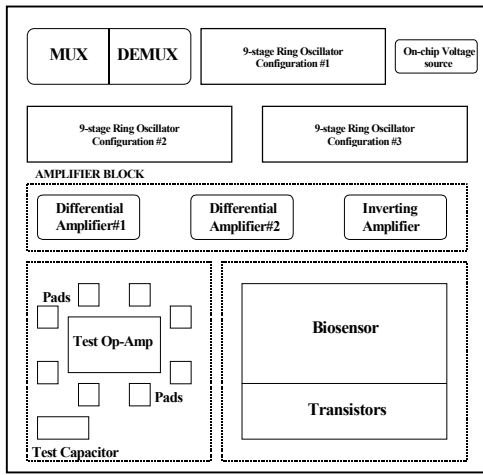 MUX DEMUX
9-stage Ring Oscillator
Configuration #1
On-chip Voltage
source
9-stage Ring Oscillator
Configuration #2
9-stage Ring Oscillator
Configuration #3
AMPLIFIER BLOCK
Differential
Amplifier#1
Differential
Amplifier#2
Inverting
Amplifier
Pads
Test Op-Amp
Pads
Test Capacitor
Biosensor
Transistors